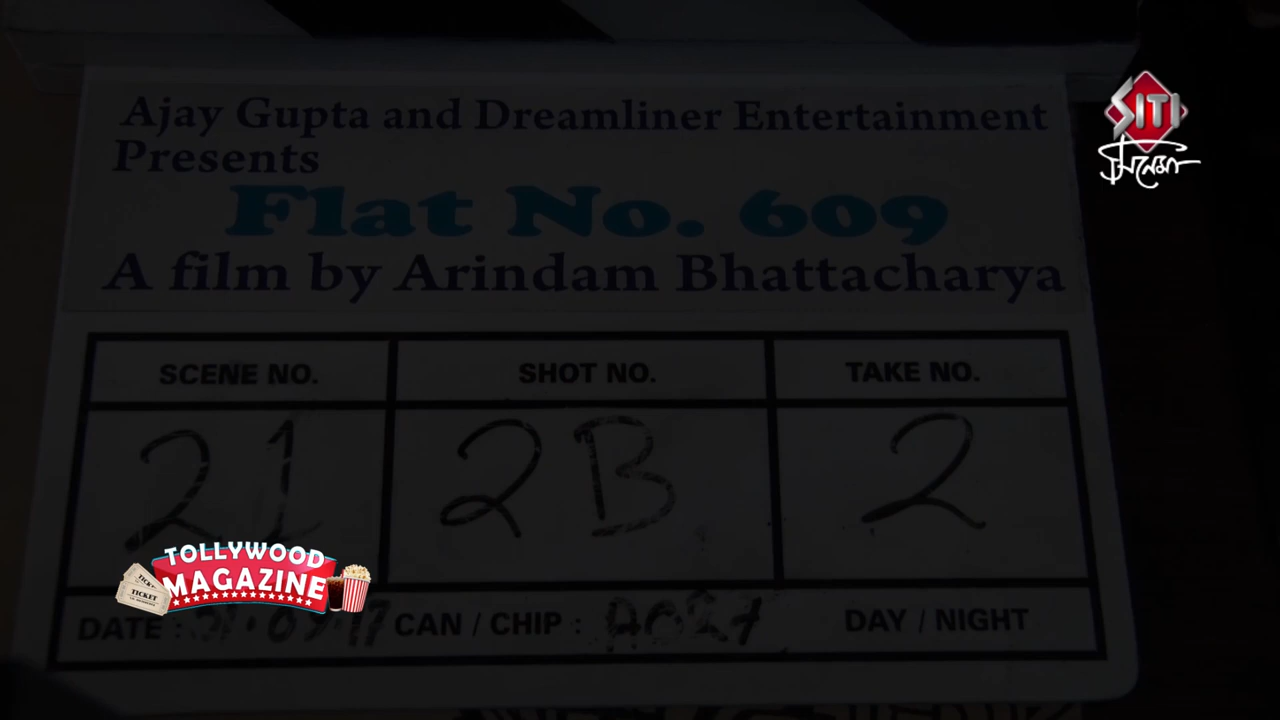 Ajay Gupta and Dreamliner Entertainment
Presents
Flat No. 609
A film by Arindam Bhattacharya
SITI
সিনেমা
SCENE NO. SHOT NO. TAKE NO.
21 2B 2
TOLLYWOOD
MAGAZINE
TICKET
DATE : CAN / CHIP : DAY / NIGHT